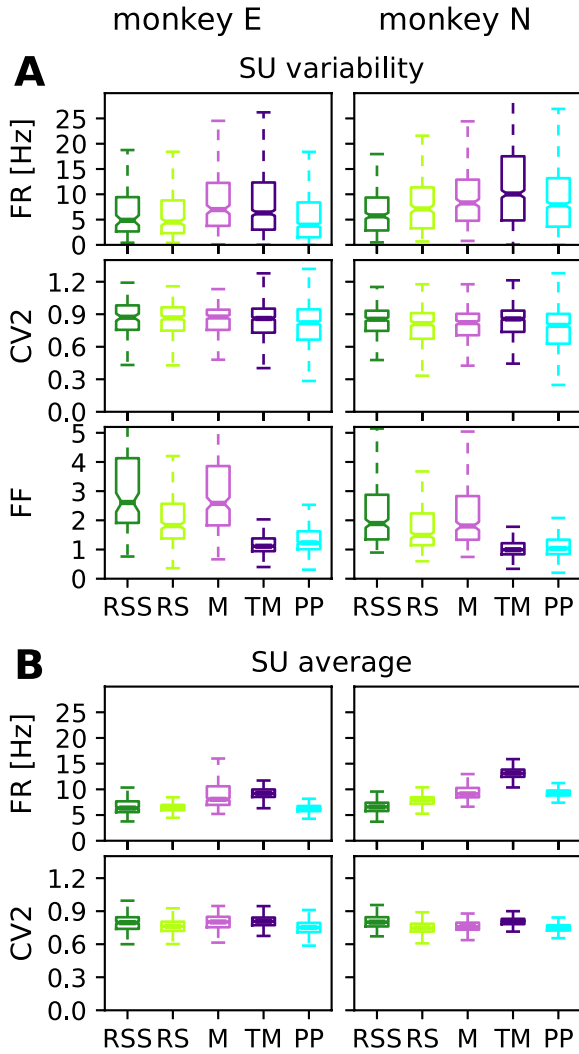 monkey E monkey N
A SU variability
FR [Hz]
25
20
15
10
5
0
CV2
1.2
0.9
0.6
0.3
0.0
FF
5
4
3
2
1
0
RSS RS M TM PP RSS RS M TM PP
B SU average
FR [Hz]
25
20
15
10
5
0
CV2
1.2
0.9
0.6
0.3
0.0
RSS RS M TM PP RSS RS M TM PP